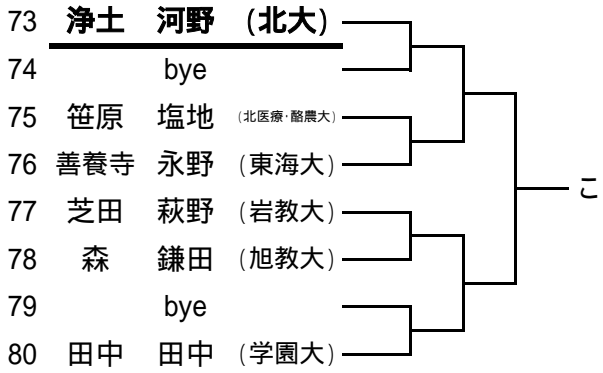 73 浄土 河野 (北大)
74 bye
75 笹原 塩地 (北医療・酪農大)
76 善養寺 永野 (東海大)
こ
77 芝田 萩野 (岩教大)
78 森 鎌田 (旭教大)
79 bye
80 田中 田中 (学園大)